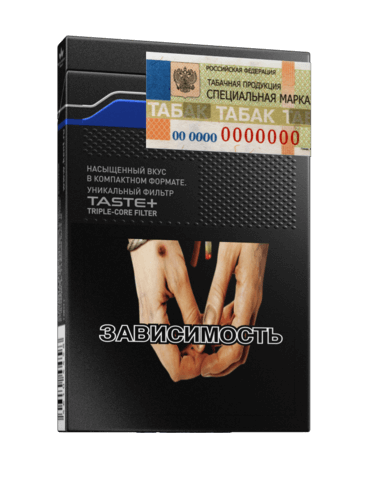 РОССИЙСКАЯ ФЕДЕРАЦИЯ
ТАБАЧНАЯ ПРОДУКЦИЯ
СПЕЦИАЛЬНАЯ МАРКА
ТАБАК ТАБАК ТАБ
00 0000 0000000
НАСЫЩЕННЫЙ ВКУС
В КОМПАКТНОМ ФОРМАТЕ.
УНИКАЛЬНЫЙ ФИЛЬТР
TASTE+
TRIPLE-CORE FILTER
ЗАВИСИМОСТЬ